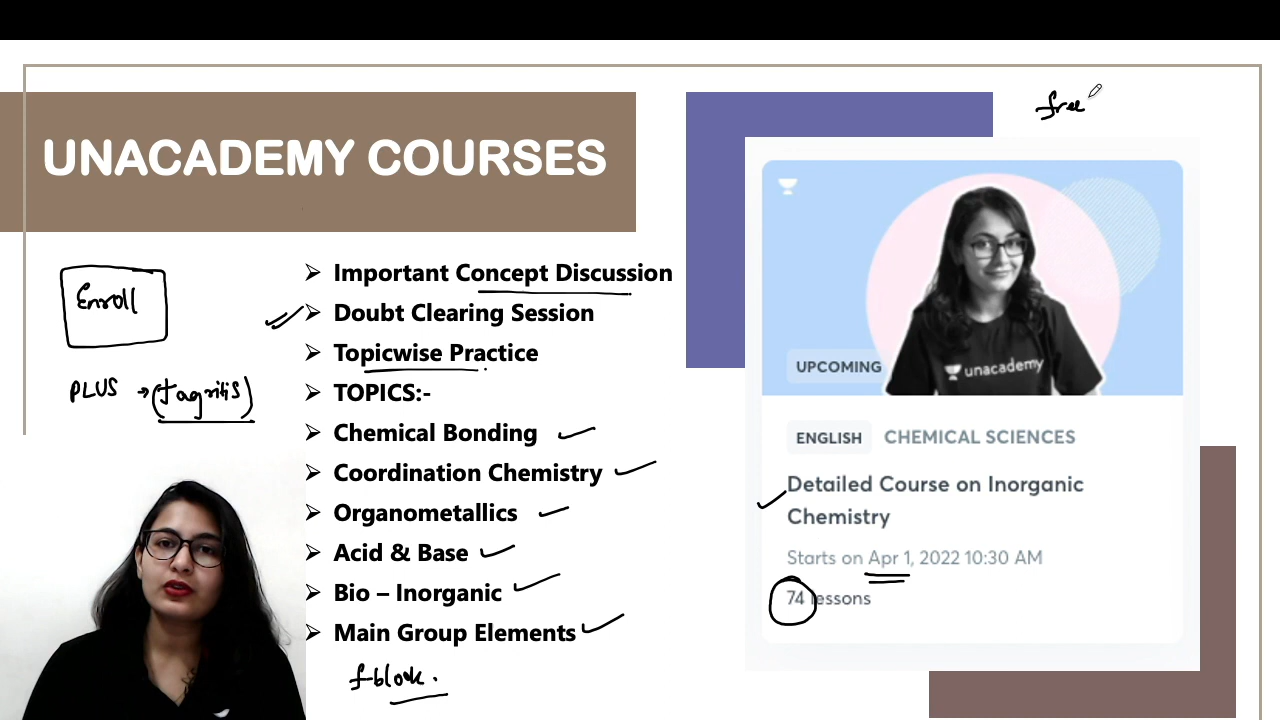 free
UNACADEMY COURSES
Enroll
PLUS → (Jagriti5)
Important Concept Discussion
Doubt Clearing Session
Topicwise Practice
TOPICS:-
Chemical Bonding
Coordination Chemistry
Organometallics
Acid & Base
Bio – Inorganic
Main Group Elements
f-block.
unacademy
UPCOMING
ENGLISH CHEMICAL SCIENCES
Detailed Course on Inorganic
Chemistry
Starts on Apr 1, 2022 10:30 AM
74 lessons